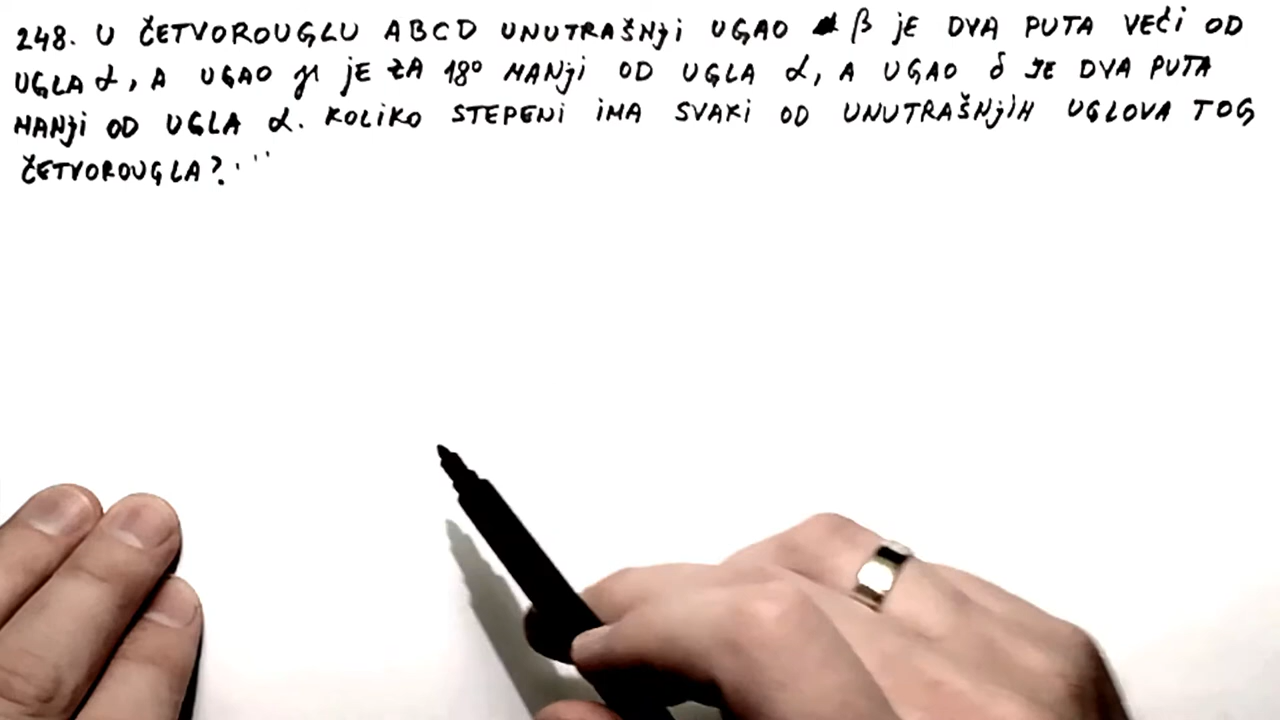 248. U ČETVOROUGLU ABCD UNUTRAŠNJI UGAO β JE DVA PUTA VEĆI OD
UGLA α, A UGAO γ JE ZA 18° MANJI OD UGLA α, A UGAO δ JE DVA PUTA
MANJI OD UGLA α. KOLIKO STEPENI IMA SVAKI OD UNUTRAŠNJIH UGLOVA TOG
ČETVOROUGLA?